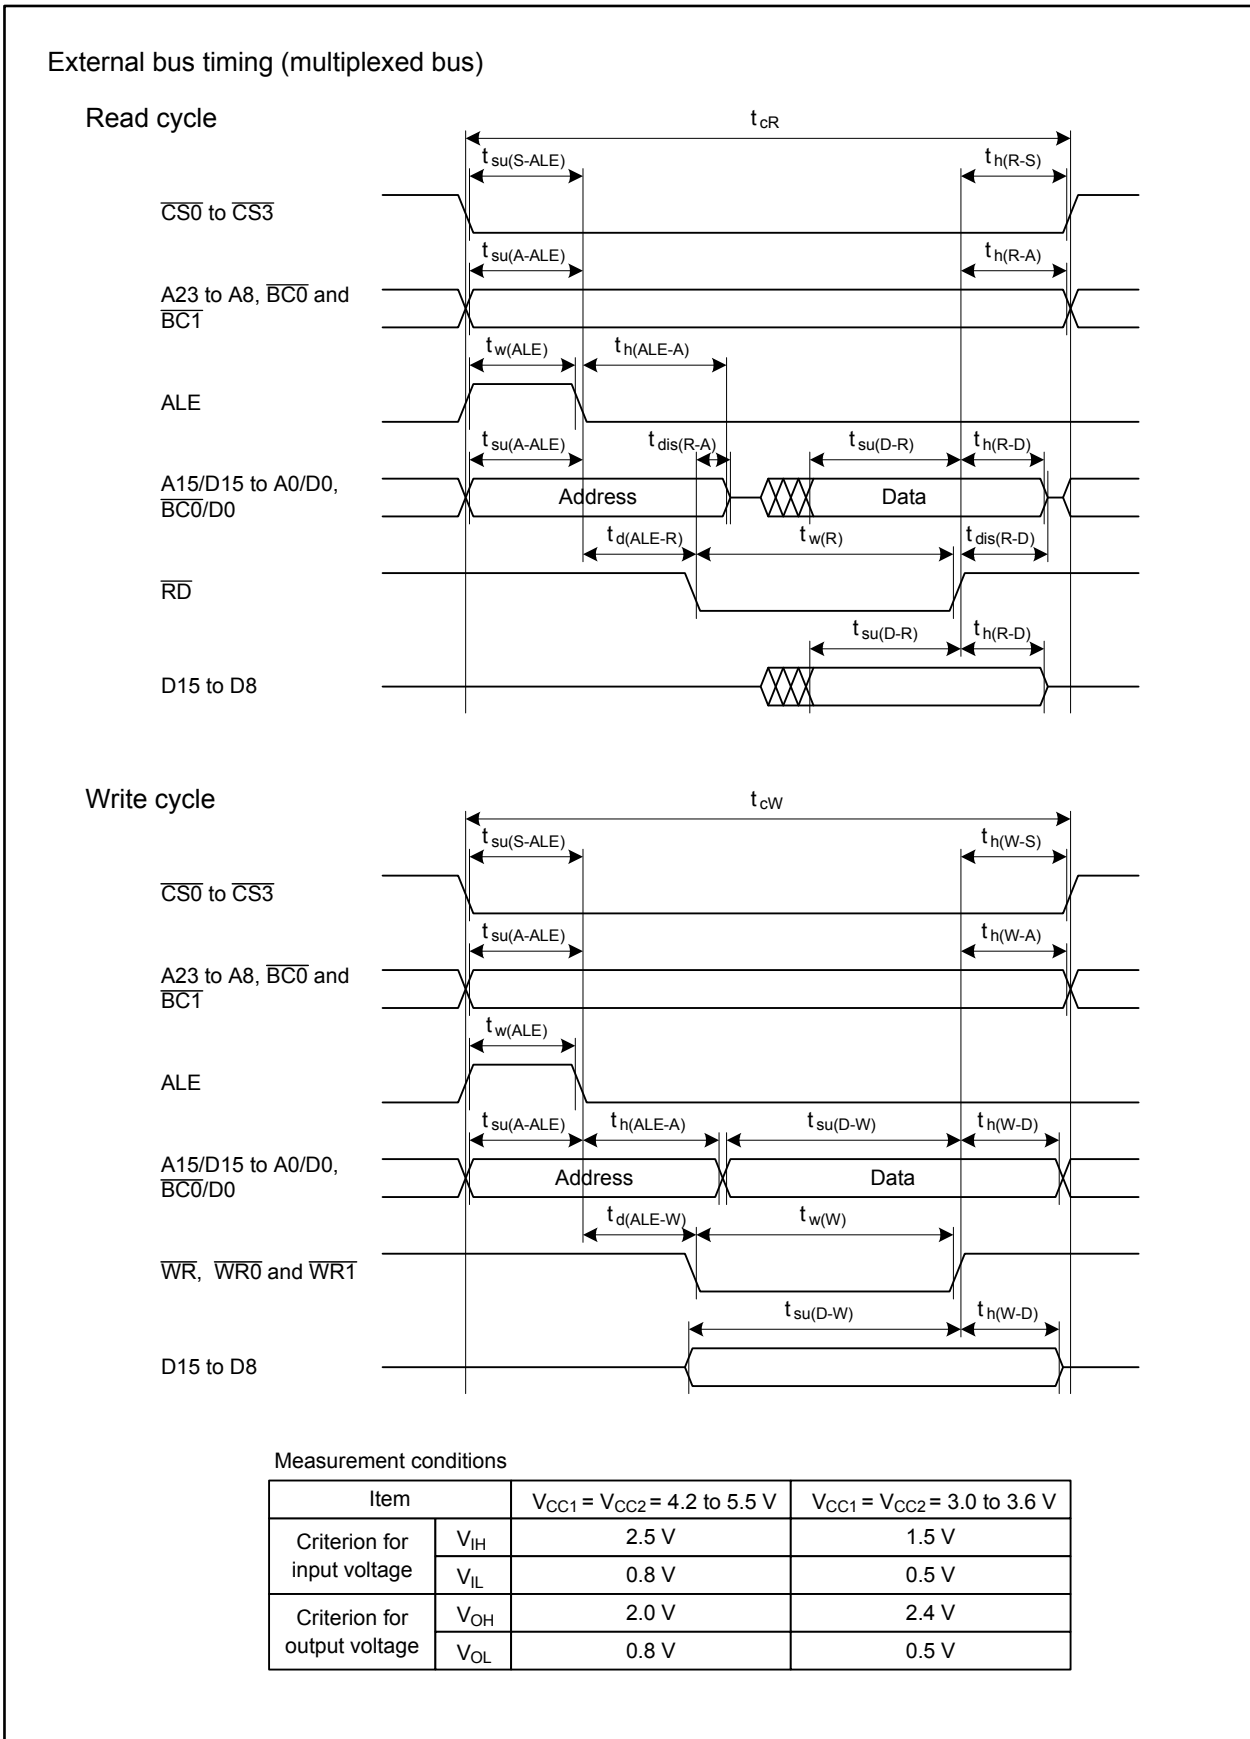 External bus timing (multiplexed bus)
Read cycle
tcR
tsu(S-ALE)
th(R-S)
CS0 to CS3
tsu(A-ALE)
th(R-A)
A23 to A8, BC0 and
BC1
tw(ALE)
th(ALE-A)
ALE
tsu(A-ALE)
tdis(R-A)
tsu(D-R)
th(R-D)
A15/D15 to A0/D0,
BC0/D0
Address
Data
td(ALE-R)
tw(R)
tdis(R-D)
RD
tsu(D-R)
th(R-D)
D15 to D8
Write cycle
tcW
tsu(S-ALE)
th(W-S)
CS0 to CS3
tsu(A-ALE)
th(W-A)
A23 to A8, BC0 and
BC1
tw(ALE)
ALE
tsu(A-ALE)
th(ALE-A)
tsu(D-W)
th(W-D)
A15/D15 to A0/D0,
BC0/D0
Address
Data
td(ALE-W)
tw(W)
WR, WR0 and WR1
tsu(D-W)
th(W-D)
D15 to D8
Measurement conditions
Item VCC1 = VCC2 = 4.2 to 5.5 V VCC1 = VCC2 = 3.0 to 3.6 V
Criterion for
input voltage
VIH 2.5 V 1.5 V
VIL 0.8 V 0.5 V
Criterion for
output voltage
VOH 2.0 V 2.4 V
VOL 0.8 V 0.5 V